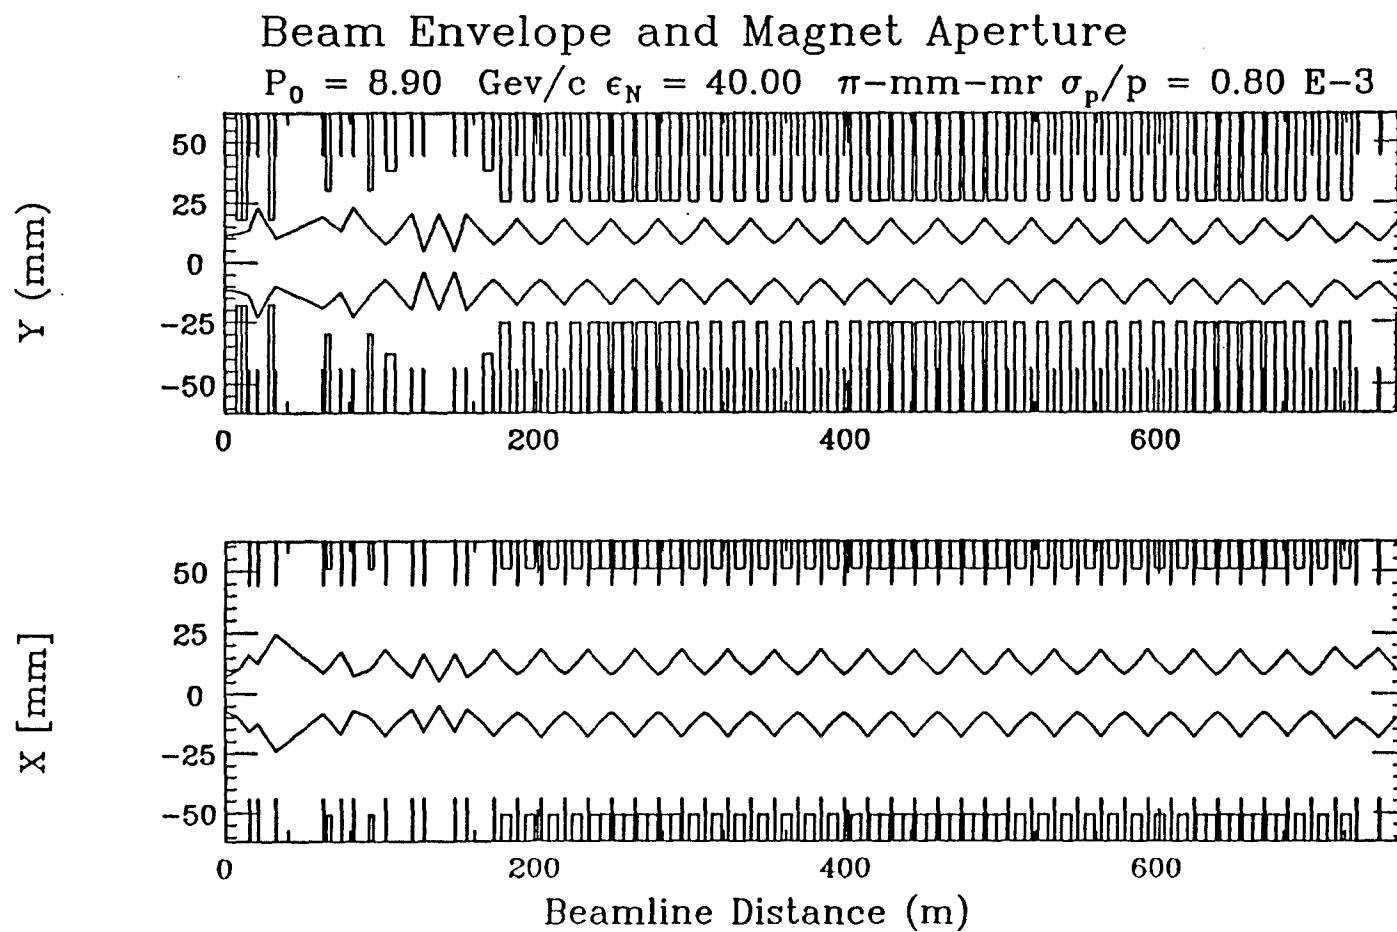 Beam Envelope and Magnet Aperture
P₀ = 8.90 Gev/c ϵ_N = 40.00 π-mm-mr σ_p/p = 0.80 E-3
Y (mm)
50
25
0
-25
-50
0 200 400 600
X [mm]
50
25
0
-25
-50
0 200 400 600
Beamline Distance (m)